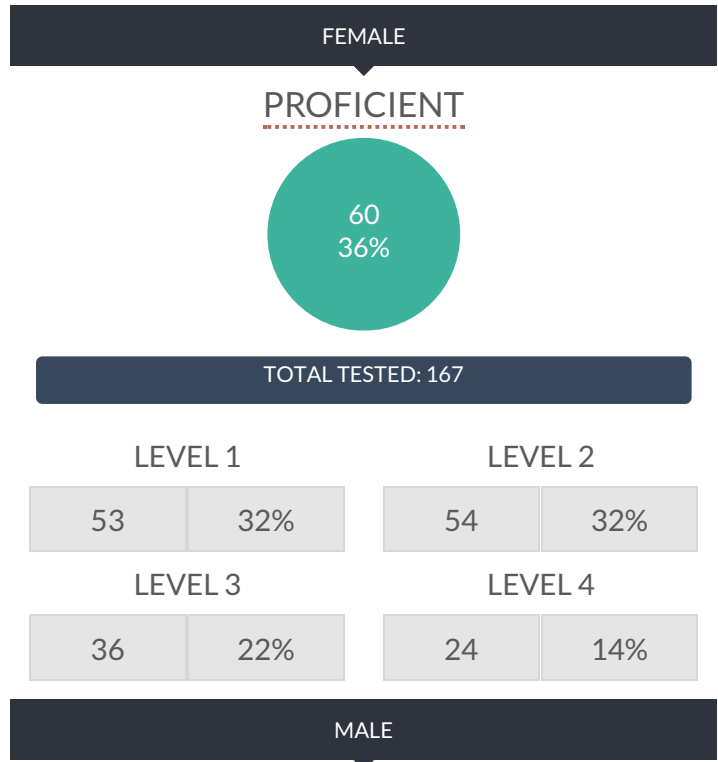 FEMALE
PROFICIENT
60
36%
TOTAL TESTED: 167
LEVEL 1
53 32%
LEVEL 2
54 32%
LEVEL 3
36 22%
LEVEL 4
24 14%
MALE